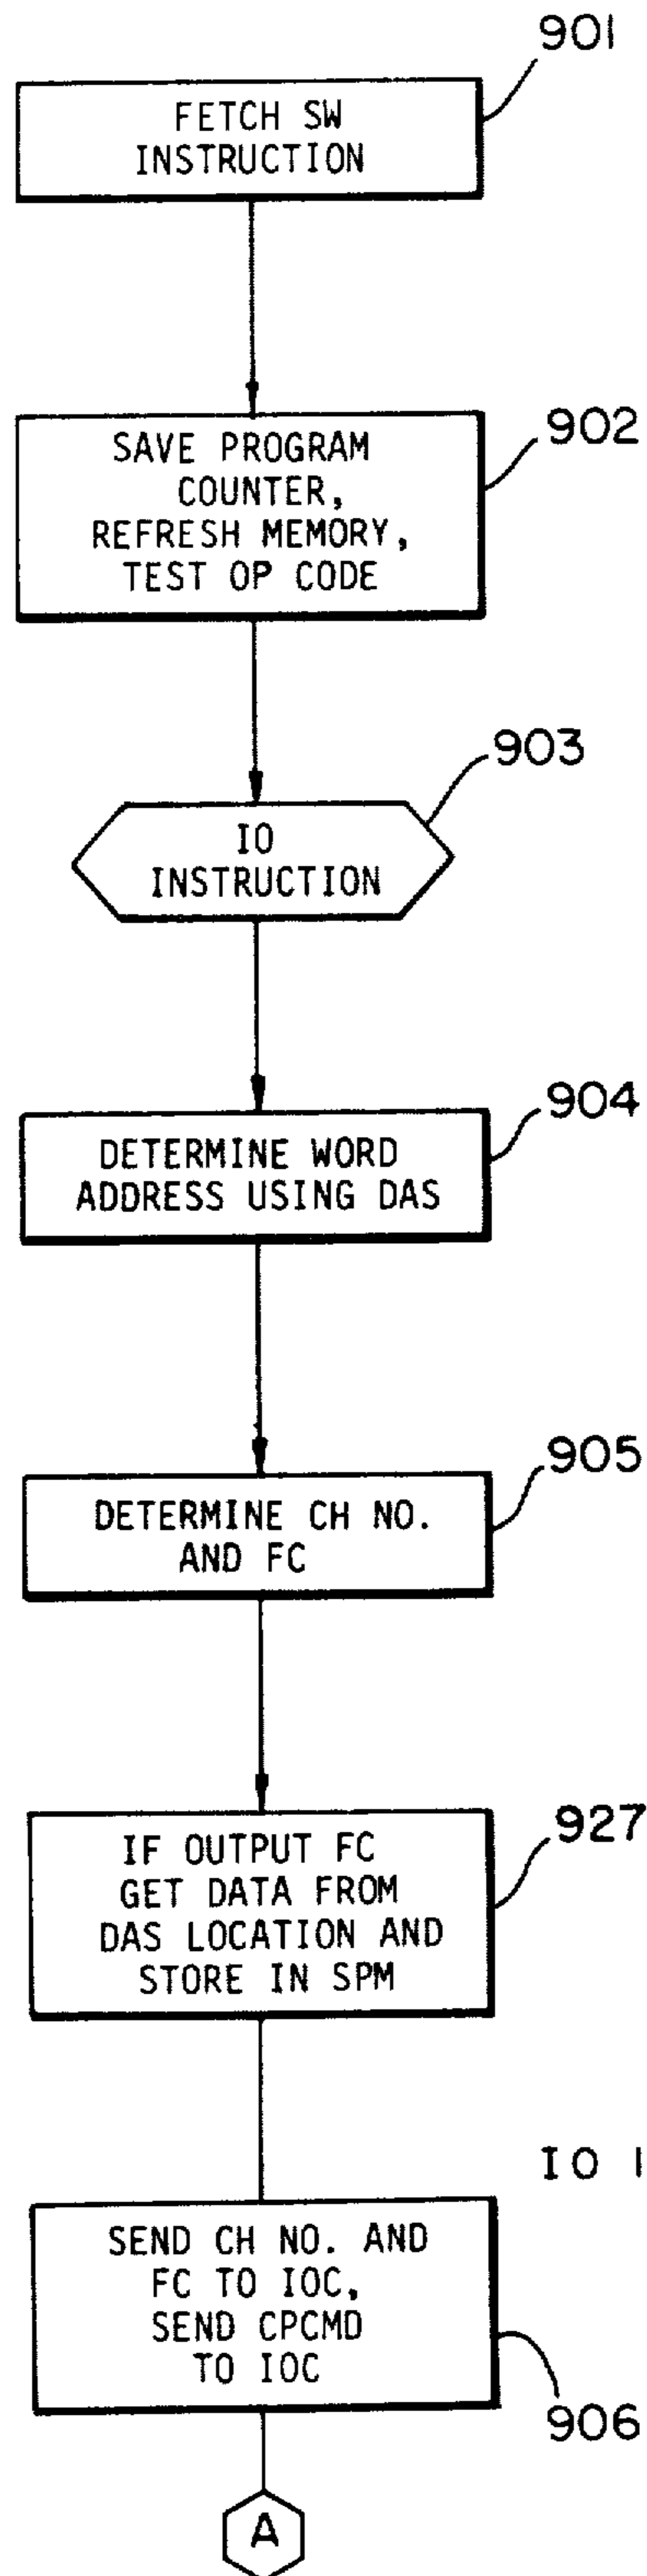 901
FETCH SW
INSTRUCTION
902
SAVE PROGRAM
COUNTER,
REFRESH MEMORY,
TEST OP CODE
903
IO
INSTRUCTION
904
DETERMINE WORD
ADDRESS USING DAS
905
DETERMINE CH NO.
AND FC
927
IF OUTPUT FC
GET DATA FROM
DAS LOCATION AND
STORE IN SPM
IO 1
SEND CH NO. AND
FC TO IOC,
SEND CPCMD
TO IOC
906
A